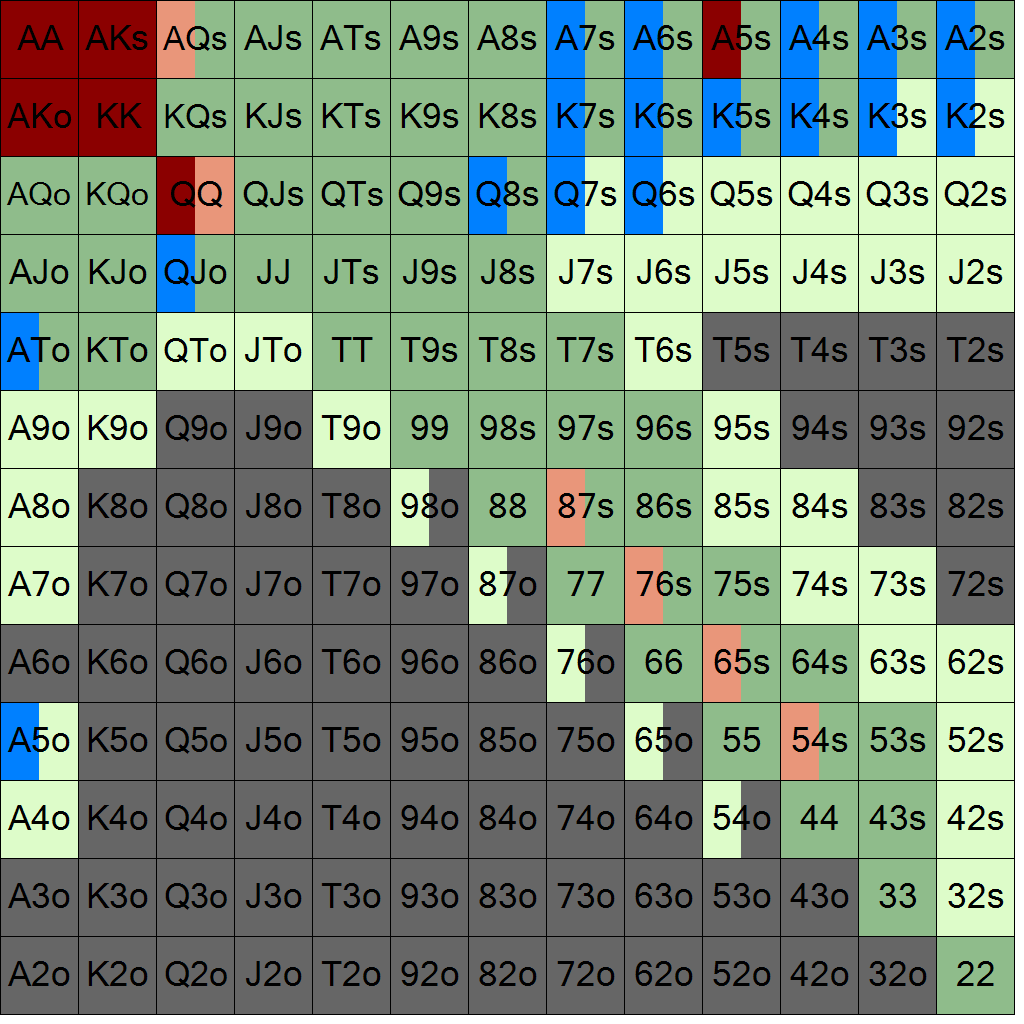 AA AKs AQs AJs ATs A9s A8s A7s A6s A5s A4s A3s A2s
AKo KK KQs KJs KTs K9s K8s K7s K6s K5s K4s K3s K2s
AQo KQo QQ QJs QTs Q9s Q8s Q7s Q6s Q5s Q4s Q3s Q2s
AJo KJo QJo JJ JTs J9s J8s J7s J6s J5s J4s J3s J2s
ATo KTo QTo JTo TT T9s T8s T7s T6s T5s T4s T3s T2s
A9o K9o Q9o J9o T9o 99 98s 97s 96s 95s 94s 93s 92s
A8o K8o Q8o J8o T8o 98o 88 87s 86s 85s 84s 83s 82s
A7o K7o Q7o J7o T7o 97o 87o 77 76s 75s 74s 73s 72s
A6o K6o Q6o J6o T6o 96o 86o 76o 66 65s 64s 63s 62s
A5o K5o Q5o J5o T5o 95o 85o 75o 65o 55 54s 53s 52s
A4o K4o Q4o J4o T4o 94o 84o 74o 64o 54o 44 43s 42s
A3o K3o Q3o J3o T3o 93o 83o 73o 63o 53o 43o 33 32s
A2o K2o Q2o J2o T2o 92o 82o 72o 62o 52o 42o 32o 22